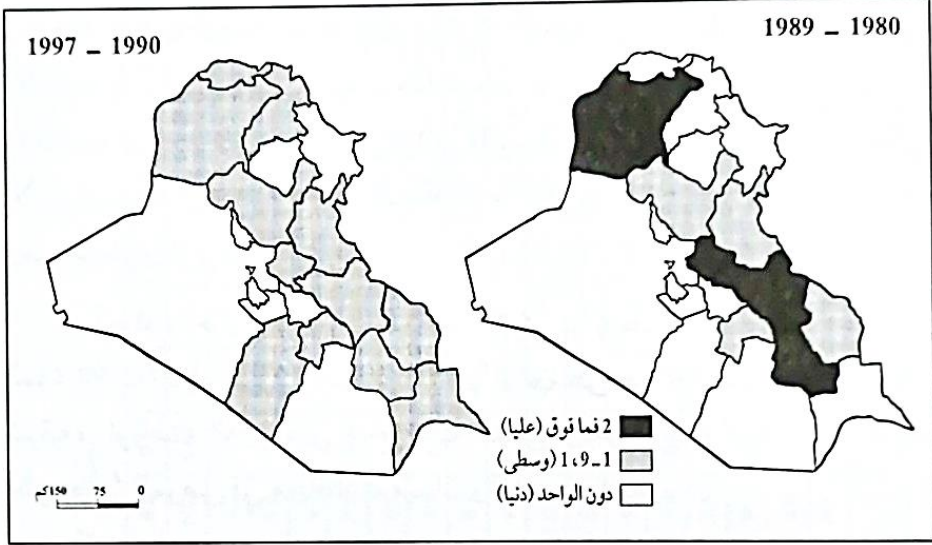 1989 – 1980
1997 – 1990
2 فما فوق (عليا)
1 – 1،9 (وسطى)
دون الواحد (دنيا)
0 75 150كم